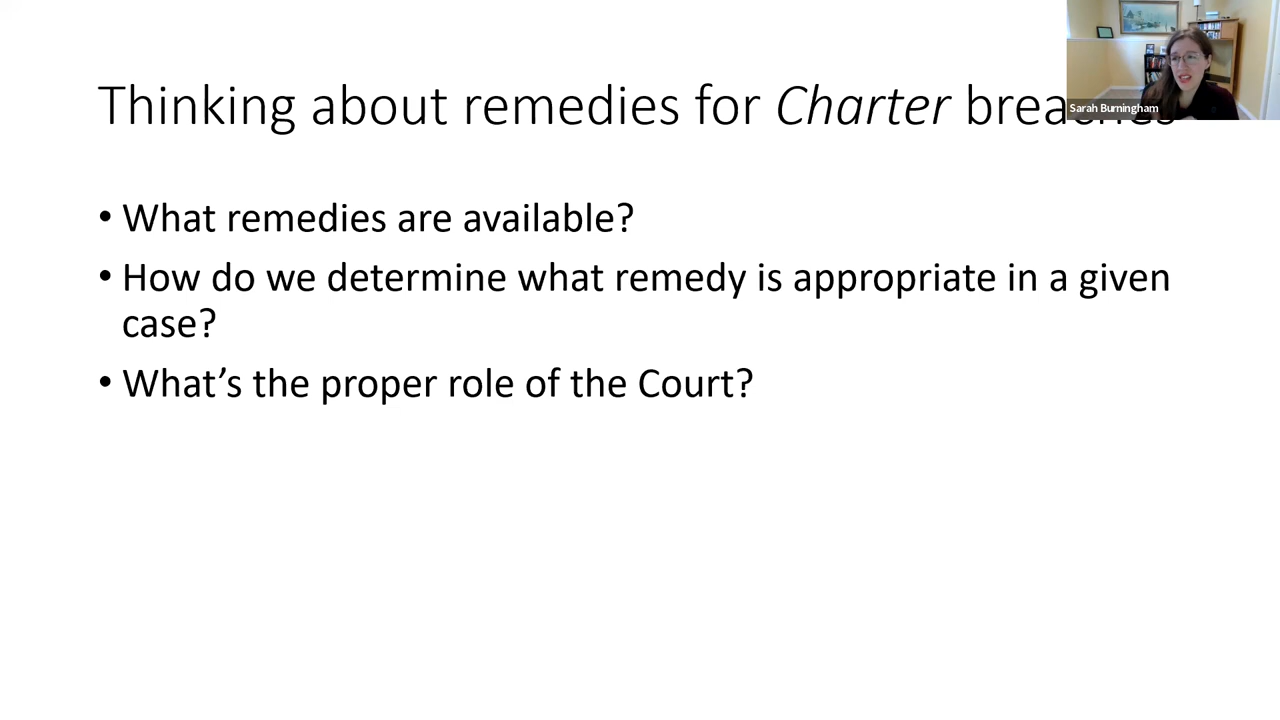 Thinking about remedies for Charter breaches
Sarah Burningham
• What remedies are available?
• How do we determine what remedy is appropriate in a given
case?
• What's the proper role of the Court?